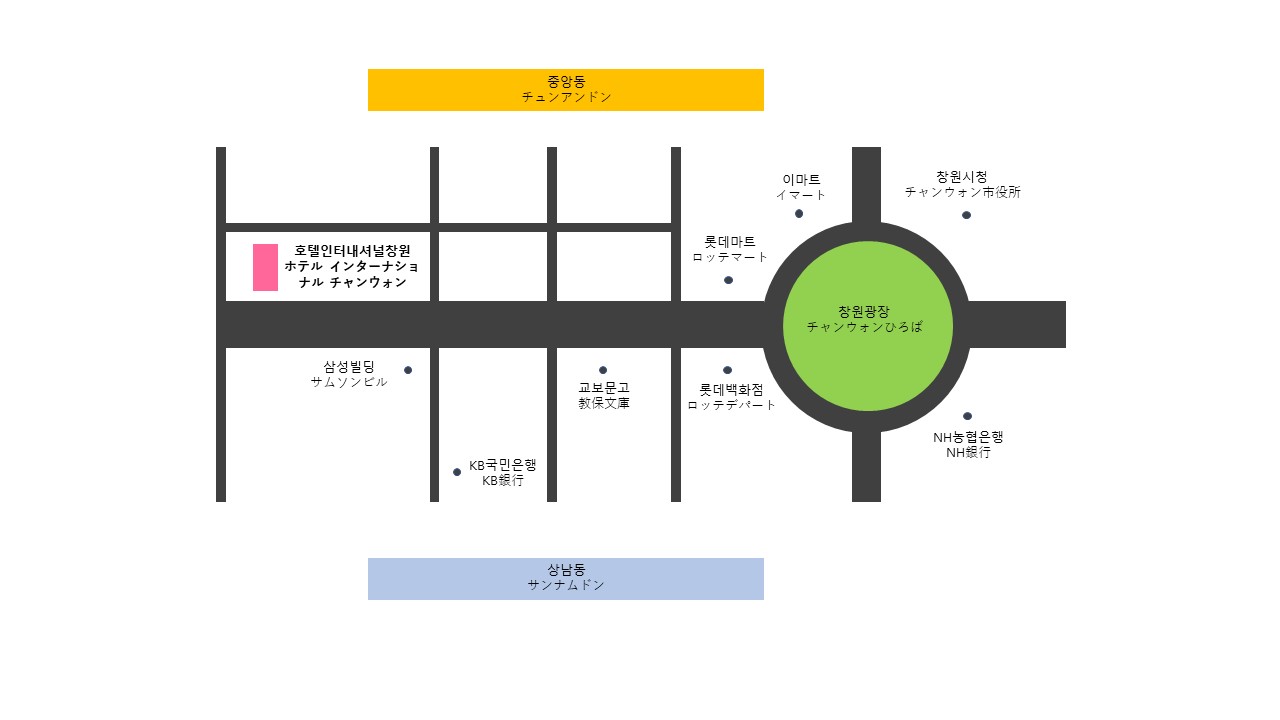 중앙동
チュンアンドン
이마트
イマート
창원시청
チャンウォン市役所
롯데마트
ロッテマート
호텔인터내셔널창원
ホテル インターナショ
ナル チャンウォン
창원광장
チャンウォンひろば
삼성빌딩
サムソンビル
교보문고
教保文庫
롯데백화점
ロッテデパート
NH농협은행
NH銀行
KB국민은행
KB銀行
상남동
サンナムドン